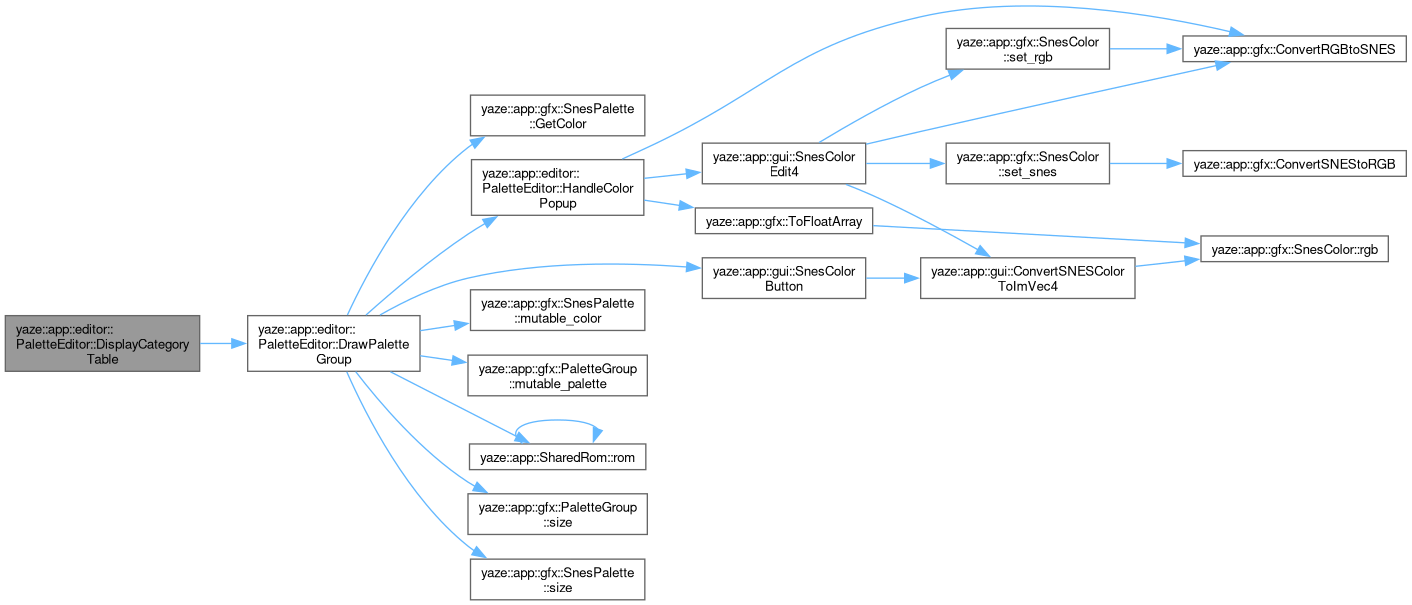 yaze::app::editor::
PaletteEditor::DisplayCategory
Table
yaze::app::editor::
PaletteEditor::DrawPalette
Group
yaze::app::gfx::SnesPalette
::GetColor
yaze::app::editor::
PaletteEditor::HandleColor
Popup
yaze::app::gui::SnesColor
Button
yaze::app::gfx::SnesPalette
::mutable_color
yaze::app::gfx::PaletteGroup
::mutable_palette
yaze::app::SharedRom::rom
yaze::app::gfx::PaletteGroup
::size
yaze::app::gfx::SnesPalette
::size
yaze::app::gui::SnesColor
Edit4
yaze::app::gfx::ToFloatArray
yaze::app::gfx::SnesColor
::set_rgb
yaze::app::gfx::SnesColor
::set_snes
yaze::app::gui::ConvertSNESColor
ToImVec4
yaze::app::gfx::ConvertRGBtoSNES
yaze::app::gfx::ConvertSNEStoRGB
yaze::app::gfx::SnesColor::rgb